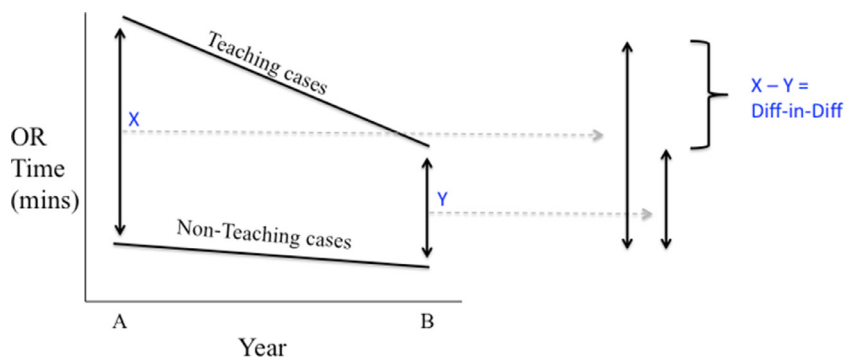 Teaching cases
X
X – Y =
Diff-in-Diff
OR
Time
(mins)
Y
Non-Teaching cases
A
B
Year